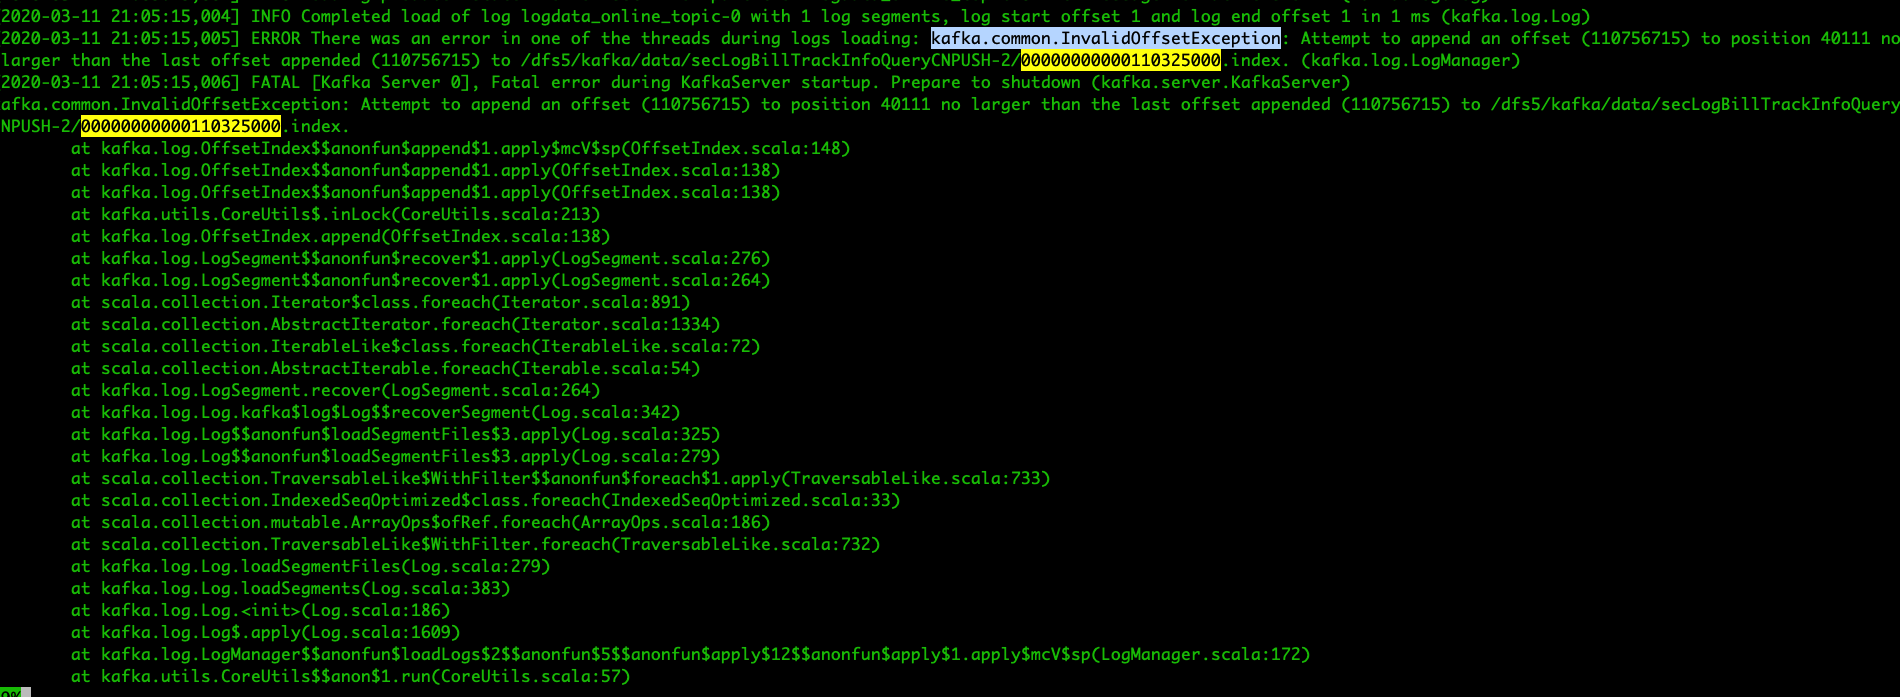 2020-03-11 21:05:15,004] INFO Completed load of log logdata_online_topic-0 with 1 log segments, log start offset 1 and log end offset 1 in 1 ms (kafka.log.Log)
2020-03-11 21:05:15,005] ERROR There was an error in one of the threads during logs loading: kafka.common.InvalidOffsetException: Attempt to append an offset (110756715) to position 40111 no
larger than the last offset appended (110756715) to /dfs5/kafka/data/secLogBillTrackInfoQueryCNPUSH-2/00000000000110325000.index. (kafka.log.LogManager)
2020-03-11 21:05:15,006] FATAL [Kafka Server 0], Fatal error during KafkaServer startup. Prepare to shutdown (kafka.server.KafkaServer)
afka.common.InvalidOffsetException: Attempt to append an offset (110756715) to position 40111 no larger than the last offset appended (110756715) to /dfs5/kafka/data/secLogBillTrackInfoQuery
NPUSH-2/00000000000110325000.index.
at kafka.log.OffsetIndex$$anonfun$append$1.apply$mcV$sp(OffsetIndex.scala:148)
at kafka.log.OffsetIndex$$anonfun$append$1.apply(OffsetIndex.scala:138)
at kafka.log.OffsetIndex$$anonfun$append$1.apply(OffsetIndex.scala:138)
at kafka.utils.CoreUtils$.inLock(CoreUtils.scala:213)
at kafka.log.OffsetIndex.append(OffsetIndex.scala:138)
at kafka.log.LogSegment$$anonfun$recover$1.apply(LogSegment.scala:276)
at kafka.log.LogSegment$$anonfun$recover$1.apply(LogSegment.scala:264)
at scala.collection.Iterator$class.foreach(Iterator.scala:891)
at scala.collection.AbstractIterator.foreach(Iterator.scala:1334)
at scala.collection.IterableLike$class.foreach(IterableLike.scala:72)
at scala.collection.AbstractIterable.foreach(Iterable.scala:54)
at kafka.log.LogSegment.recover(LogSegment.scala:264)
at kafka.log.Log.kafka$log$Log$$recoverSegment(Log.scala:342)
at kafka.log.Log$$anonfun$loadSegmentFiles$3.apply(Log.scala:325)
at kafka.log.Log$$anonfun$loadSegmentFiles$3.apply(Log.scala:279)
at scala.collection.TraversableLike$WithFilter$$anonfun$foreach$1.apply(TraversableLike.scala:733)
at scala.collection.IndexedSeqOptimized$class.foreach(IndexedSeqOptimized.scala:33)
at scala.collection.mutable.ArrayOps$ofRef.foreach(ArrayOps.scala:186)
at scala.collection.TraversableLike$WithFilter.foreach(TraversableLike.scala:732)
at kafka.log.Log.loadSegmentFiles(Log.scala:279)
at kafka.log.Log.loadSegments(Log.scala:383)
at kafka.log.Log.<init>(Log.scala:186)
at kafka.log.Log$.apply(Log.scala:1609)
at kafka.log.LogManager$$anonfun$loadLogs$2$$anonfun$5$$anonfun$apply$12$$anonfun$apply$1.apply$mcV$sp(LogManager.scala:172)
at kafka.utils.CoreUtils$$anon$1.run(CoreUtils.scala:57)